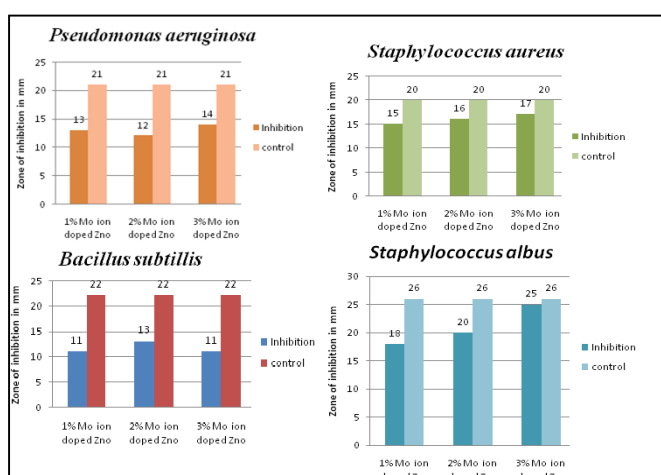 Pseudomonas aeruginosa
Zone of inhibition in mm
25
20
15
10
5
0
13 21 12 21 14 21
1% Mo ion doped Zno
2% Mo ion doped Zno
3% Mo ion doped Zno
Inhibition
control
Staphylococcus aureus
Zone of inhibition in mm
25
20
15
10
5
0
15 20 16 20 17 20
1% Mo ion doped Zno
2% Mo ion doped Zno
3% Mo ion doped Zno
Inhibition
control
Bacillus subtillis
Zone of inhibition in mm
25
20
15
10
5
0
11 22 13 22 11 22
1% Mo ion doped Zno
2% Mo ion doped Zno
3% Mo ion doped Zno
Inhibition
control
Staphylococcus albus
Zone of inhibition in mm
30
25
20
15
10
5
0
18 26 20 26 25 26
1% Mo ion
2% Mo ion
3% Mo ion
Inhibition
control